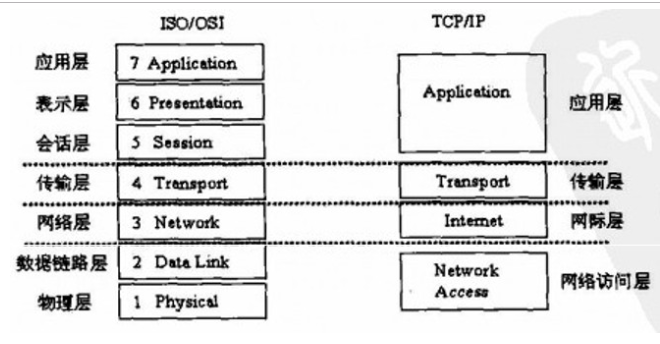 ISO/OSI TCP/IP
应用层 7 Application
表示层 6 Presentation Application 应用层
会话层 5 Session
传输层 4 Transport Transport 传输层
网络层 3 Network Internet 网际层
数据链路层 2 Data Link Network Access 网络访问层
物理层 1 Physical